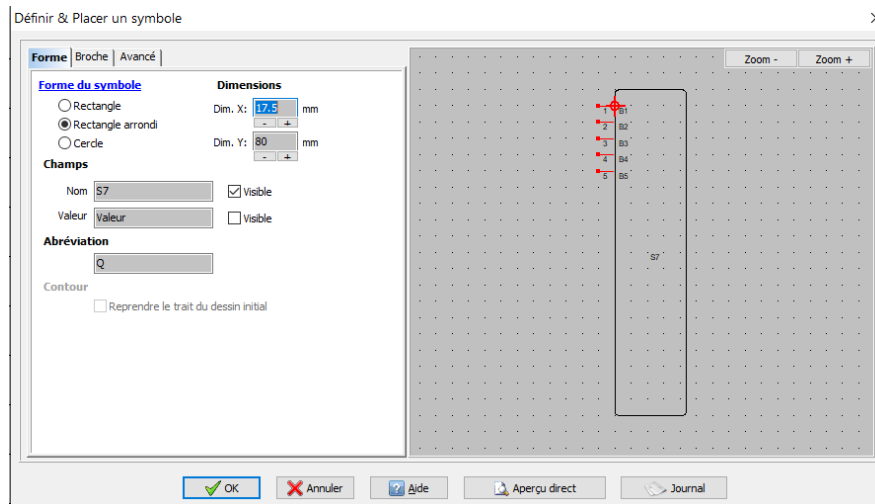 Définir & Placer un symbole
Forme Broche Avancé
Zoom - Zoom +
Forme du symbole Dimensions
Rectangle Dim. X: 17.5 mm
- +
Rectangle arrondi
Cercle Dim. Y: 80 mm
- +
Champs
Nom S7 Visible
Valeur Valeur Visible
Abréviation
Q
Contour
Reprendre le trait du dessin initial
1 B1
2 B2
3 B3
4 B4
5 B5
S7
OK Annuler Aide Aperçu direct Journal